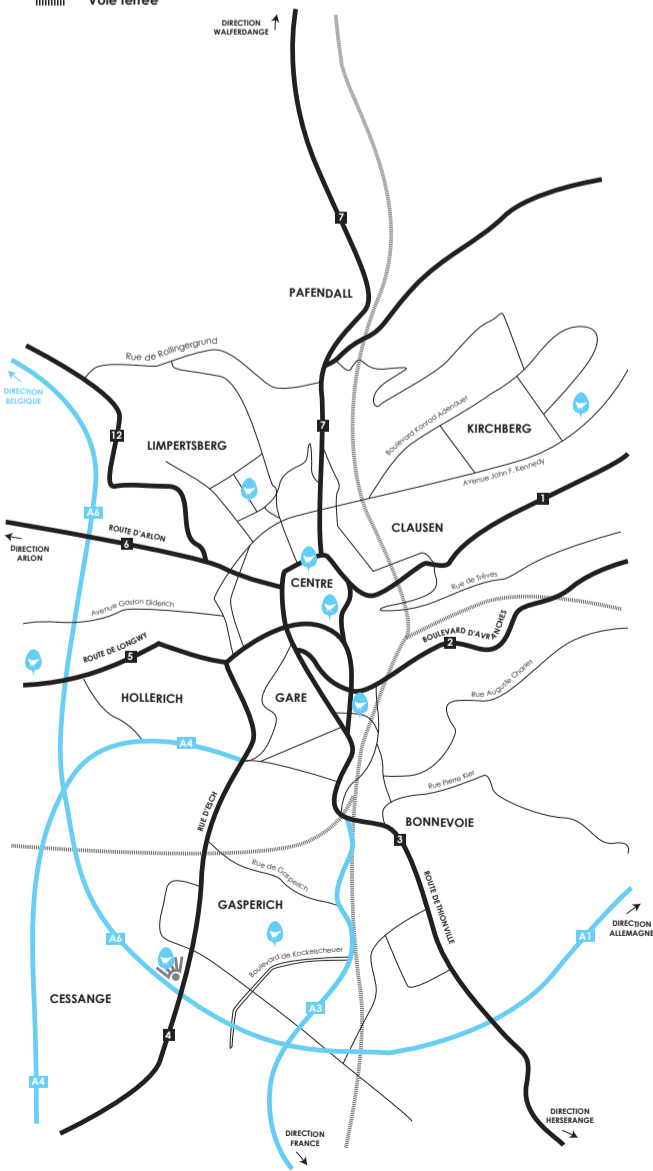 Voie ferrée
DIRECTION
WALFERDANGE
7
PAFENDALL
Rue de Rollingergrund
DIRECTION
BELGIQUE
12
7
LIMPERTSBERG
Boulevard Konrad Adenauer
KIRCHBERG
Avenue John F. Kennedy
1
A6
ROUTE D'ARLON
6
DIRECTION
ARLON
CLAUSEN
CENTRE
Rue de Trêves
Avenue Gaston Diderich
BOULEVARD D'AVRANCHES
2
ROUTE DE LONGWY
5
HOLLERICH
GARE
Rue Auguste Charles
A4
Rue Pierre Kier
RUE D'ESCH
BONNEVOIE
3
Rue de Gasperich
ROUTE DE THIONVILLE
GASPERICH
DIRECTION
ALLEMAGNE
A1
A6
Boulevard de Kockelscheuer
CESSANGE
A3
4
A4
DIRECTION
HERSERANGE
DIRECTION
FRANCE